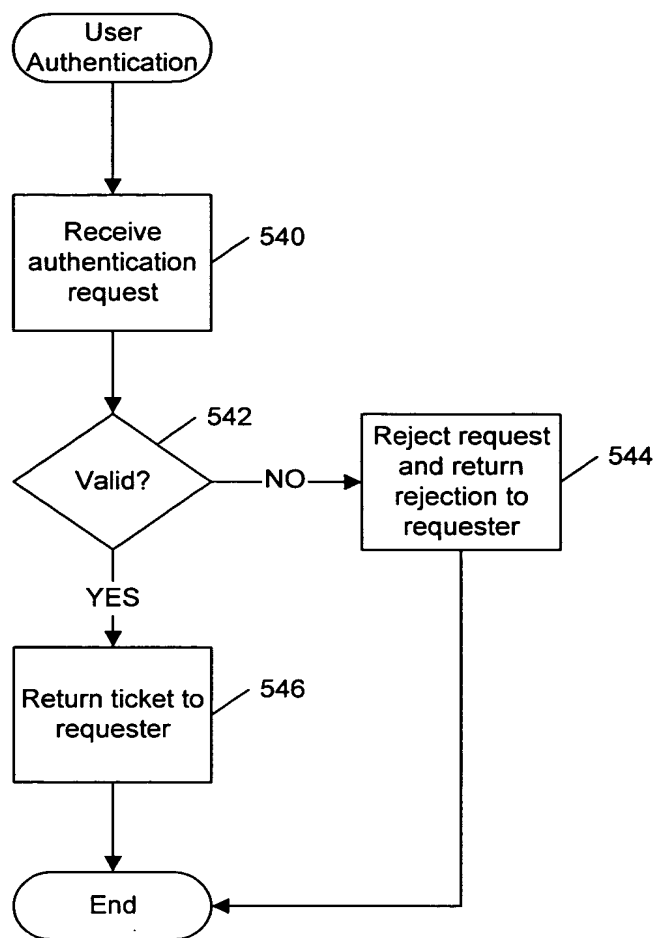 User
Authentication
Receive
authentication
request
540
542
Valid?
NO
Reject request
and return
rejection to
requester
544
YES
Return ticket to
requester
546
End